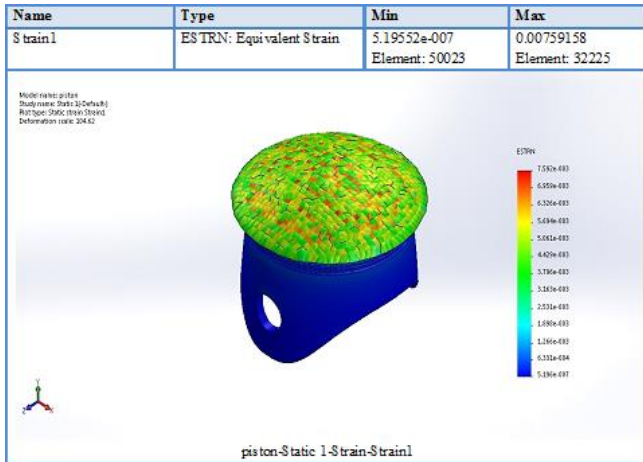 Name Type Min Max
Strain1 ESTRN: Equivalent Strain 5.19552e-007 0.00759158
Element: 50023 Element: 32225
Model name: piston
Study name: Static 1(-Default-)
Plot type: Static strain Strain1
Deformation scale: 104.62
ESTRN
7.592e-003
6.959e-003
6.326e-003
5.694e-003
5.061e-003
4.429e-003
3.796e-003
3.163e-003
2.531e-003
1.898e-003
1.266e-003
6.331e-004
5.196e-007
Y
Z X
piston-Static 1-Strain-Strain1